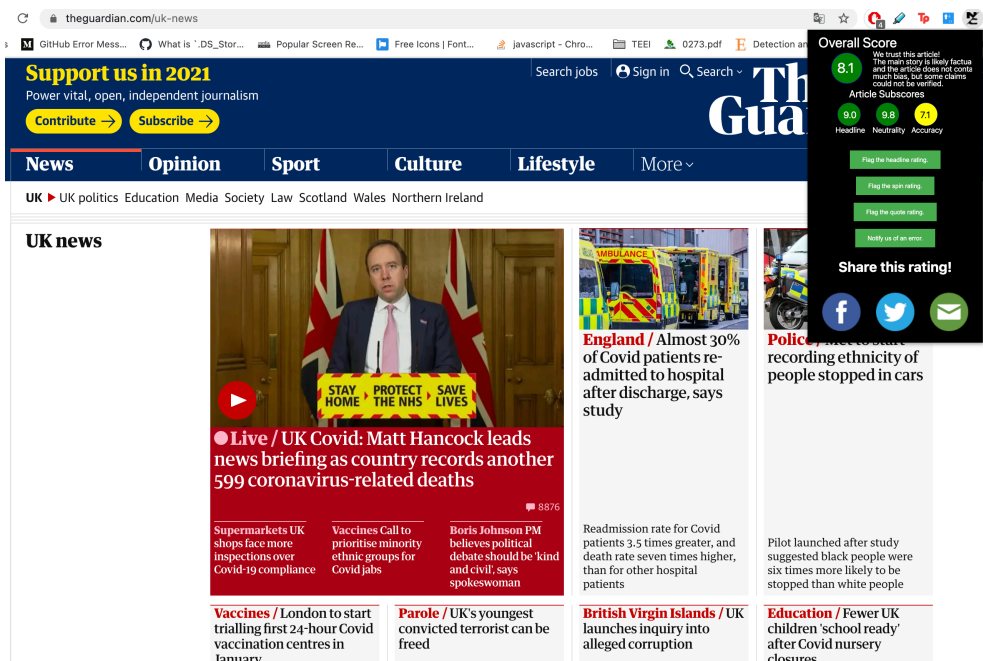 theguardian.com/uk-news
4
Tp
M GitHub Error Mess...
What is `.DS_Stor...
Popular Screen Re...
Free Icons | Font...
javascript - Chro...
TEEI
0273.pdf
Detection an
Support us in 2021
Power vital, open, independent journalism
Contribute →
Subscribe →
Search jobs
Sign in
Search
Th
Gua
News
Opinion
Sport
Culture
Lifestyle
More
UK
UK politics
Education
Media
Society
Law
Scotland
Wales
Northern Ireland
UK news
STAY HOME
PROTECT THE NHS
SAVE LIVES
Live / UK Covid: Matt Hancock leads
news briefing as country records another
599 coronavirus-related deaths
8876
Supermarkets UK
shops face more
inspections over
Covid-19 compliance
Vaccines Call to
prioritise minority
ethnic groups for
Covid jabs
Boris Johnson PM
believes political
debate should be 'kind
and civil', says
spokeswoman
AMBULANCE
England / Almost 30%
of Covid patients re-
admitted to hospital
after discharge, says
study
Readmission rate for Covid
patients 3.5 times greater, and
death rate seven times higher,
than for other hospital
patients
Police / Met to start
recording ethnicity of
people stopped in cars
Pilot launched after study
suggested black people were
six times more likely to be
stopped than white people
Vaccines / London to start
trialling first 24-hour Covid
vaccination centres in
January
Parole / UK's youngest
convicted terrorist can be
freed
British Virgin Islands / UK
launches inquiry into
alleged corruption
Education / Fewer UK
children 'school ready'
after Covid nursery
closures
Overall Score
8.1
We trust this article!
The main story is likely factua
and the article does not conta
much bias, but some claims
could not be verified.
Article Subscores
9.0
9.8
7.1
Headline
Neutrality
Accuracy
Flag the headline rating.
Flag the spin rating.
Flag the quote rating.
Notify us of an error.
Share this rating!